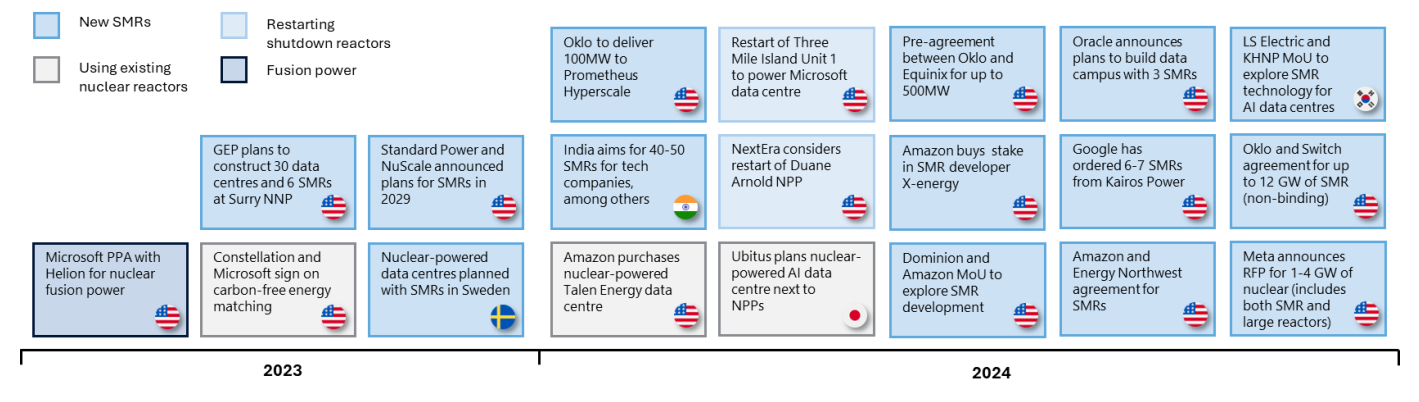 New SMRs
Restarting
shutdown reactors
Using existing
nuclear reactors
Fusion power
Oklo to deliver
100MW to
Prometheus
Hyperscale
Restart of Three
Mile Island Unit 1
to power Microsoft
data centre
Pre-agreement
between Oklo and
Equinix for up to
500MW
Oracle announces
plans to build data
campus with 3 SMRs
LS Electric and
KHNP MoU to
explore SMR
technology for
AI data centres
GEP plans to
construct 30 data
centres and 6 SMRs
at Surry NNP
Standard Power and
NuScale announced
plans for SMRs in
2029
India aims for 40-50
SMRs for tech
companies,
among others
NextEra considers
restart of Duane
Arnold NPP
Amazon buys stake
in SMR developer
X-energy
Google has
ordered 6-7 SMRs
from Kairos Power
Oklo and Switch
agreement for up
to 12 GW of SMR
(non-binding)
Microsoft PPA with
Helion for nuclear
fusion power
Constellation and
Microsoft sign on
carbon-free energy
matching
Nuclear-powered
data centres planned
with SMRs in Sweden
Amazon purchases
nuclear-powered
Talen Energy data
centre
Ubitus plans nuclear-
powered AI data
centre next to
NPPs
Dominion and
Amazon MoU to
explore SMR
development
Amazon and
Energy Northwest
agreement for
SMRs
Meta announces
RFP for 1-4 GW of
nuclear (includes
both SMR and
large reactors)
2023
2024